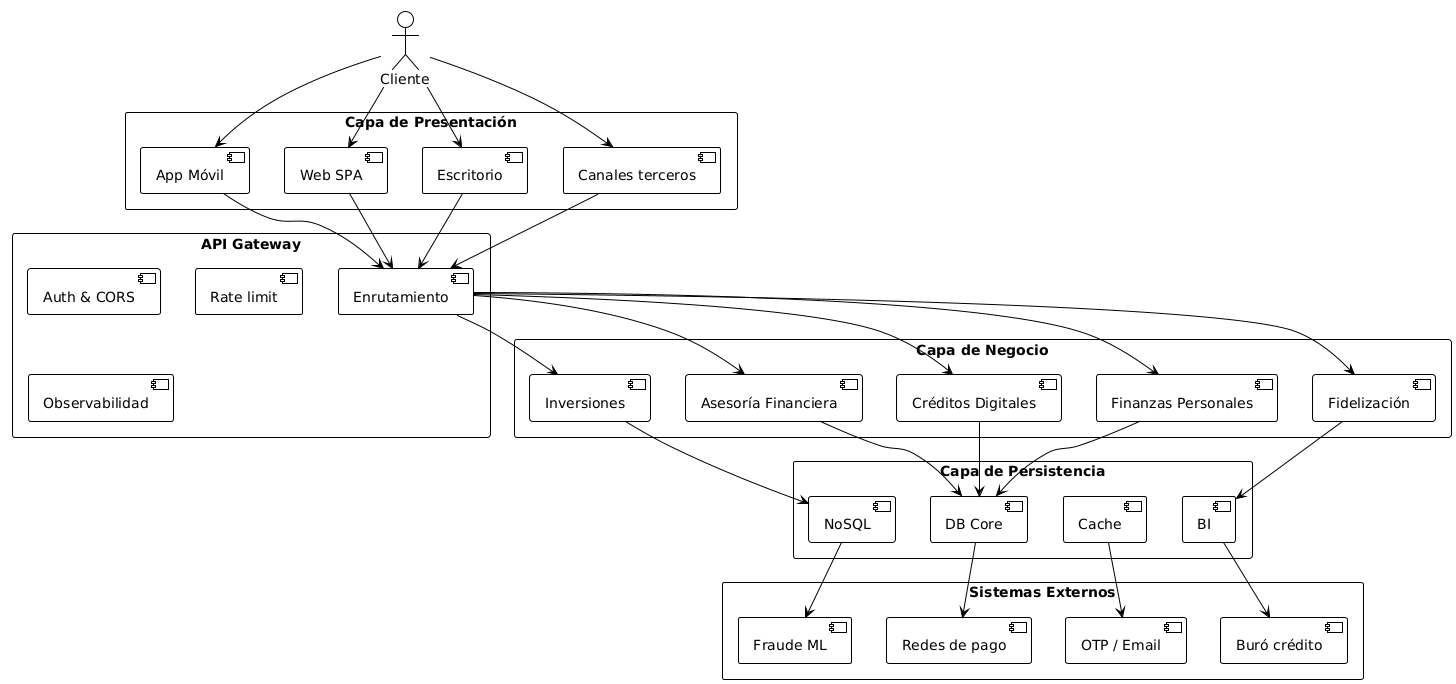 Cliente
Capa de Presentación
App Móvil
Web SPA
Escritorio
Canales terceros
API Gateway
Auth & CORS
Rate limit
Enrutamiento
Observabilidad
Capa de Negocio
Inversiones
Asesoría Financiera
Créditos Digitales
Finanzas Personales
Fidelización
Capa de Persistencia
NoSQL
DB Core
Cache
BI
Sistemas Externos
Fraude ML
Redes de pago
OTP / Email
Buró crédito